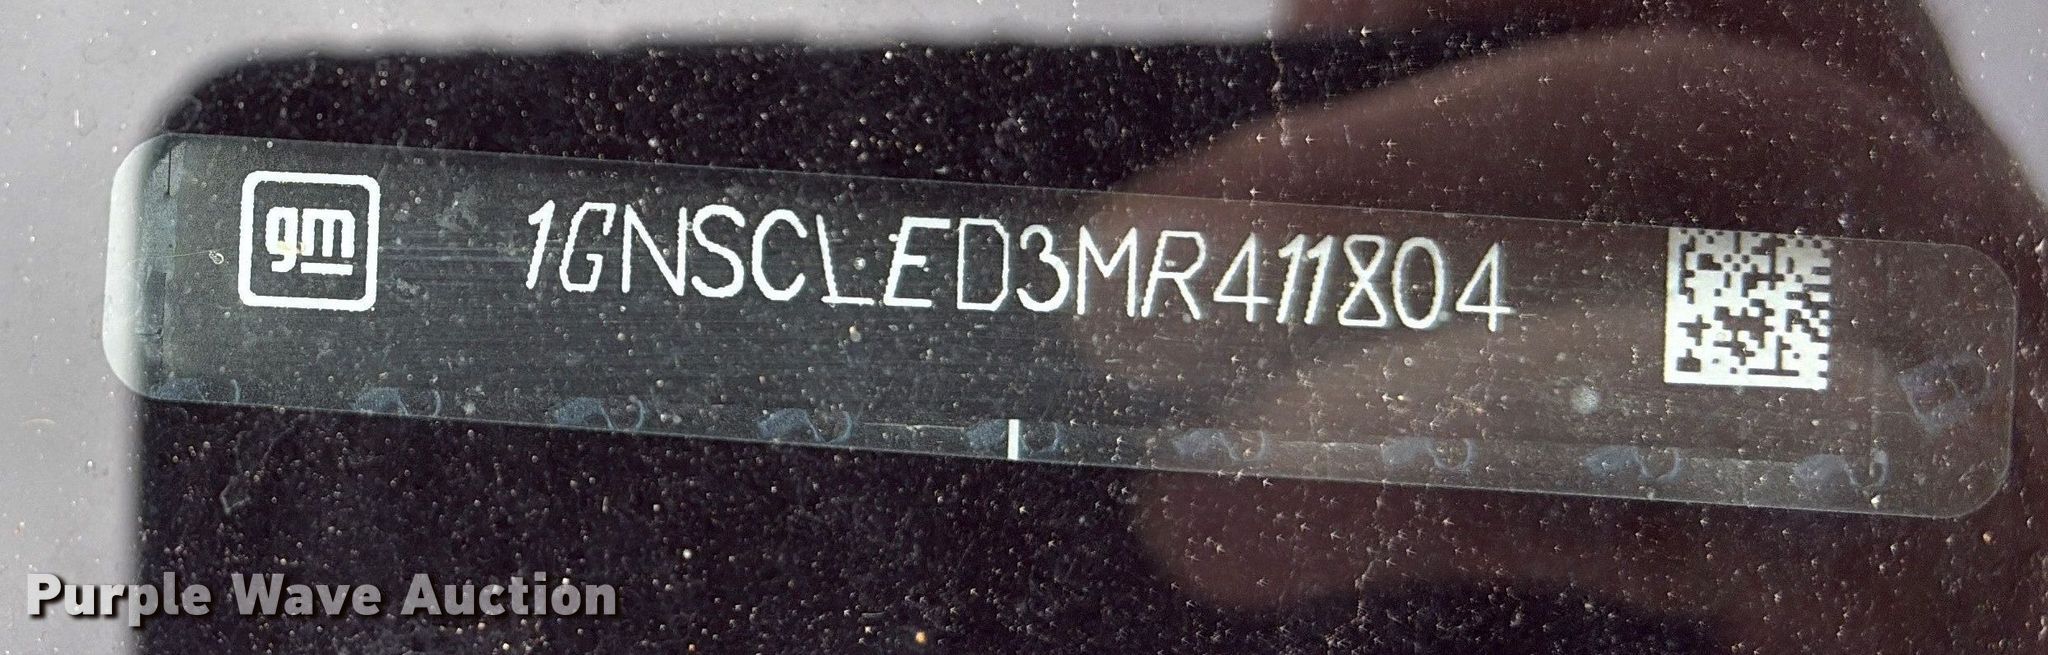 gm 1GNSCLED3MR411804
Purple Wave Auction